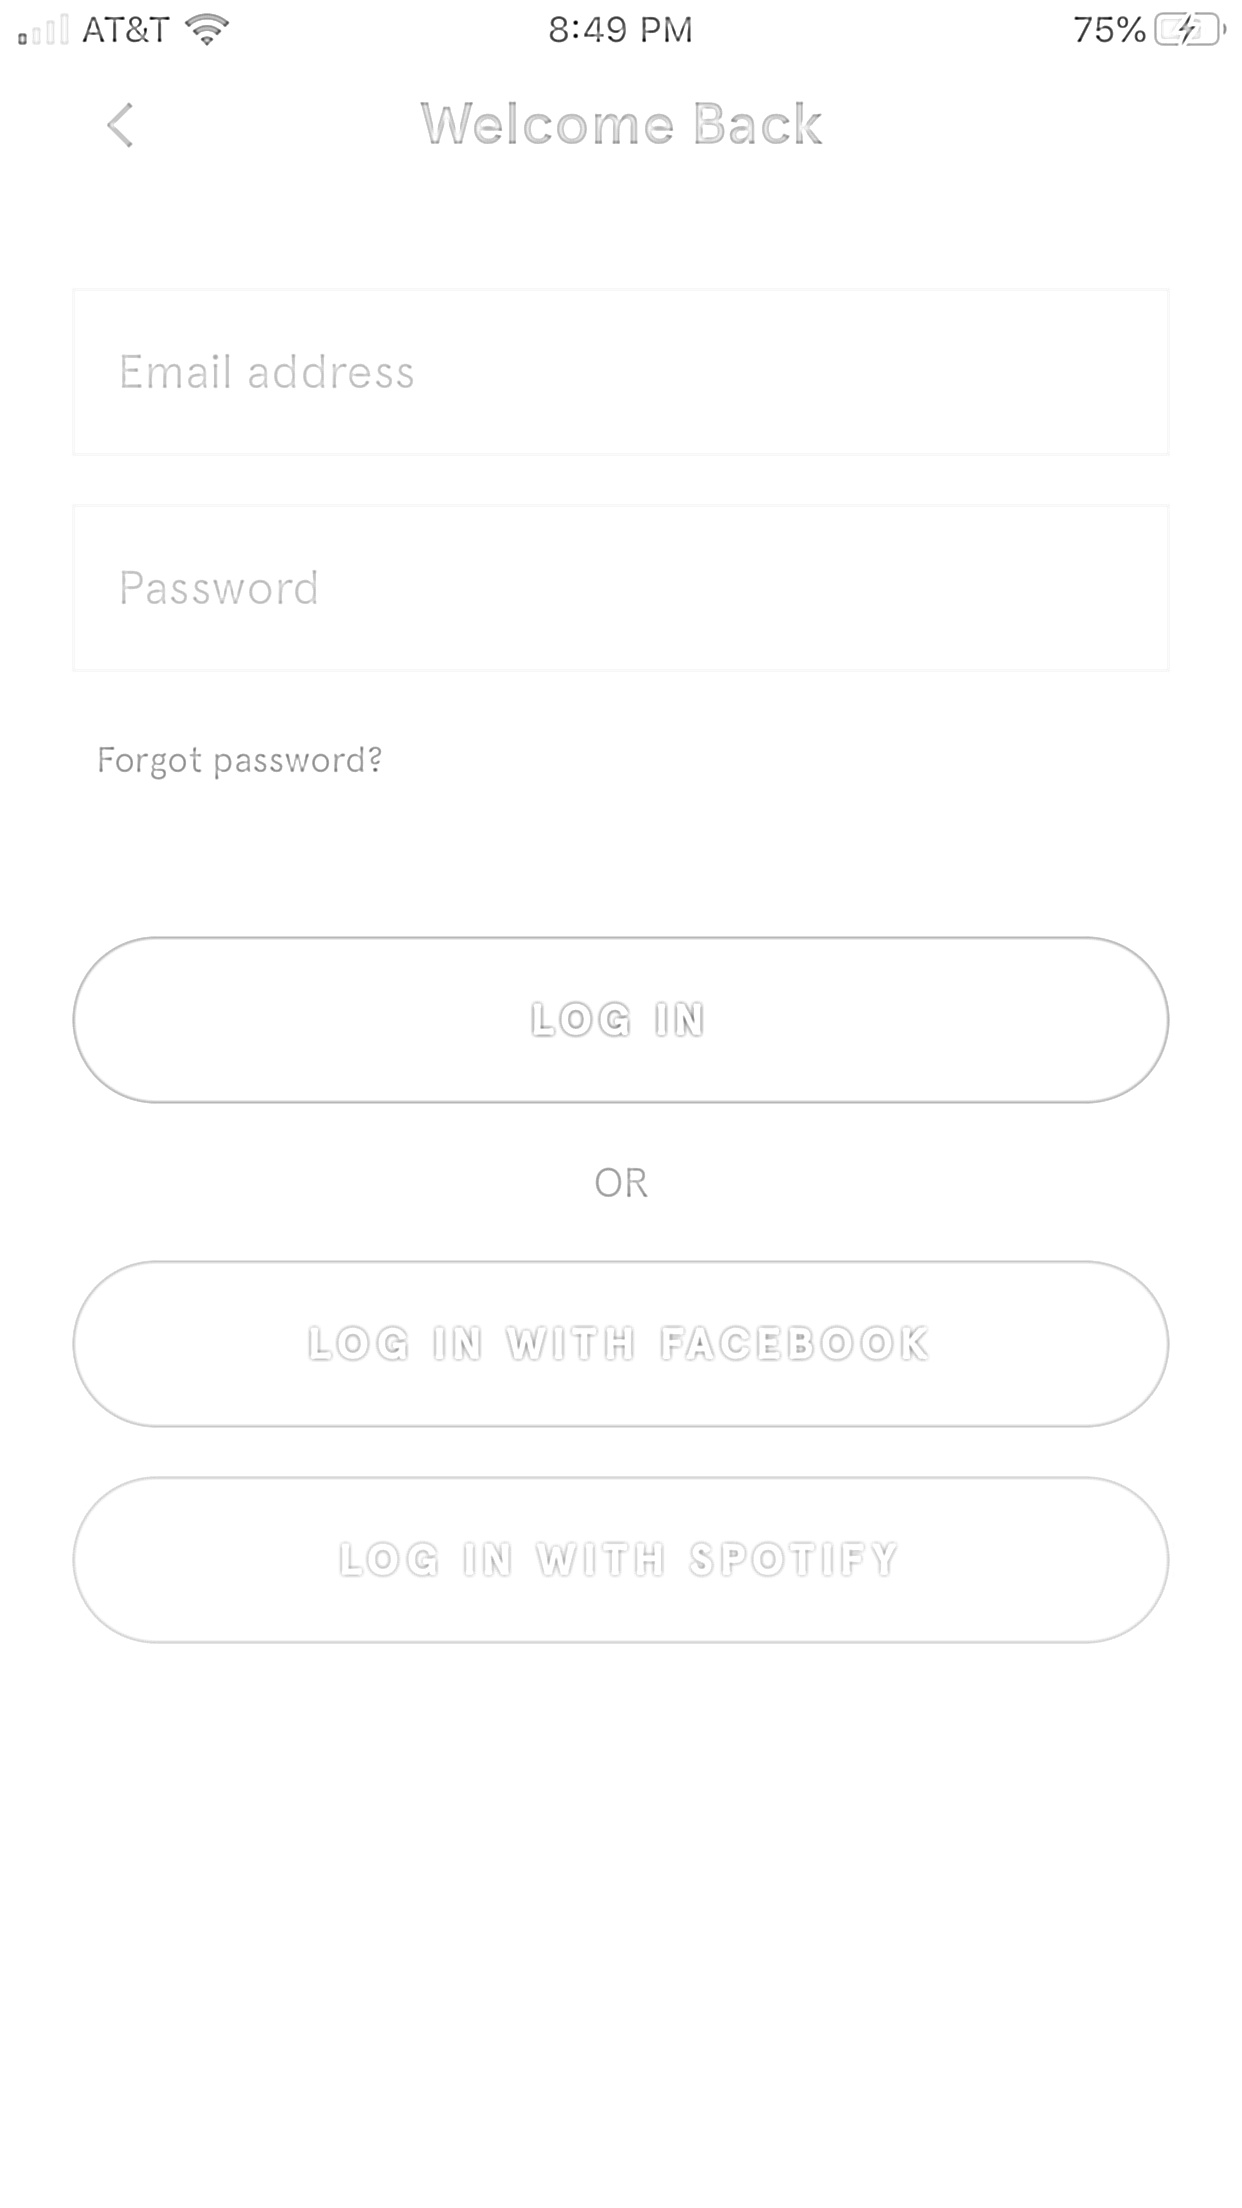 AT&T 8:49 PM 75%
Welcome Back
Email address
Password
Forgot password?
LOG IN
OR
LOG IN WITH FACEBOOK
LOG IN WITH SPOTIFY